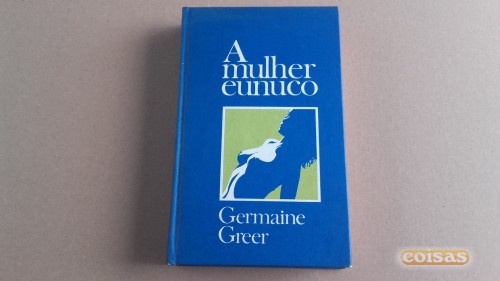 A
mulher
eunuco
Germaine
Greer
coisas